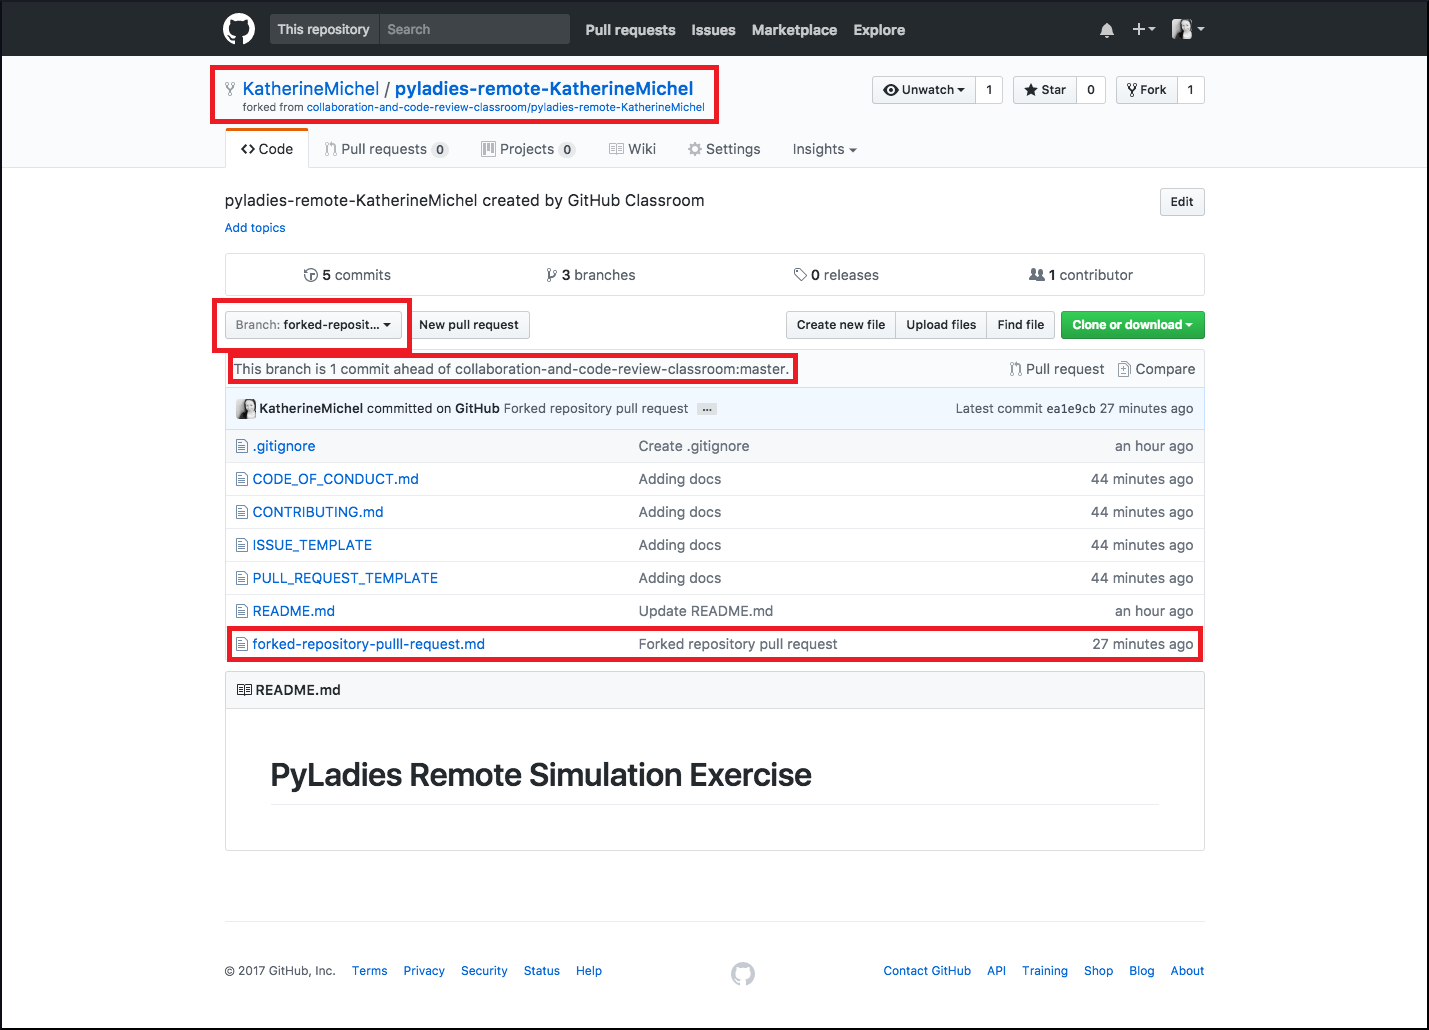 This repository Search Pull requests Issues Marketplace Explore
KatherineMichel / pyladies-remote-KatherineMichel Unwatch 1 Star 0 Fork 1
forked from collaboration-and-code-review-classroom/pyladies-remote-KatherineMichel
Code Pull requests 0 Projects 0 Wiki Settings Insights
pyladies-remote-KatherineMichel created by GitHub Classroom Edit
Add topics
5 commits 3 branches 0 releases 1 contributor
Branch: forked-reposit... New pull request Create new file Upload files Find file Clone or download
This branch is 1 commit ahead of collaboration-and-code-review-classroom:master. Pull request Compare
KatherineMichel committed on GitHub Forked repository pull request ... Latest commit ea1e9cb 27 minutes ago
.gitignore Create .gitignore an hour ago
CODE_OF_CONDUCT.md Adding docs 44 minutes ago
CONTRIBUTING.md Adding docs 44 minutes ago
ISSUE_TEMPLATE Adding docs 44 minutes ago
PULL_REQUEST_TEMPLATE Adding docs 44 minutes ago
README.md Update README.md an hour ago
forked-repository-pulll-request.md Forked repository pull request 27 minutes ago
README.md
PyLadies Remote Simulation Exercise
© 2017 GitHub, Inc. Terms Privacy Security Status Help Contact GitHub API Training Shop Blog About